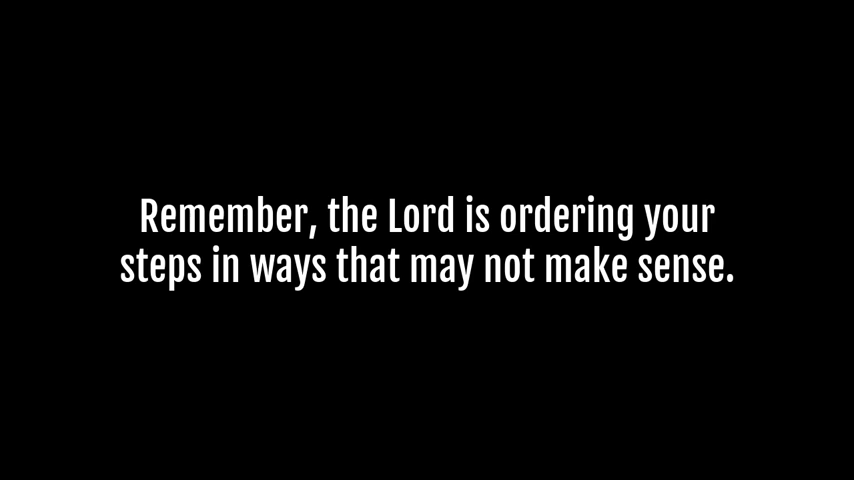 Remember, the Lord is ordering your
steps in ways that may not make sense.